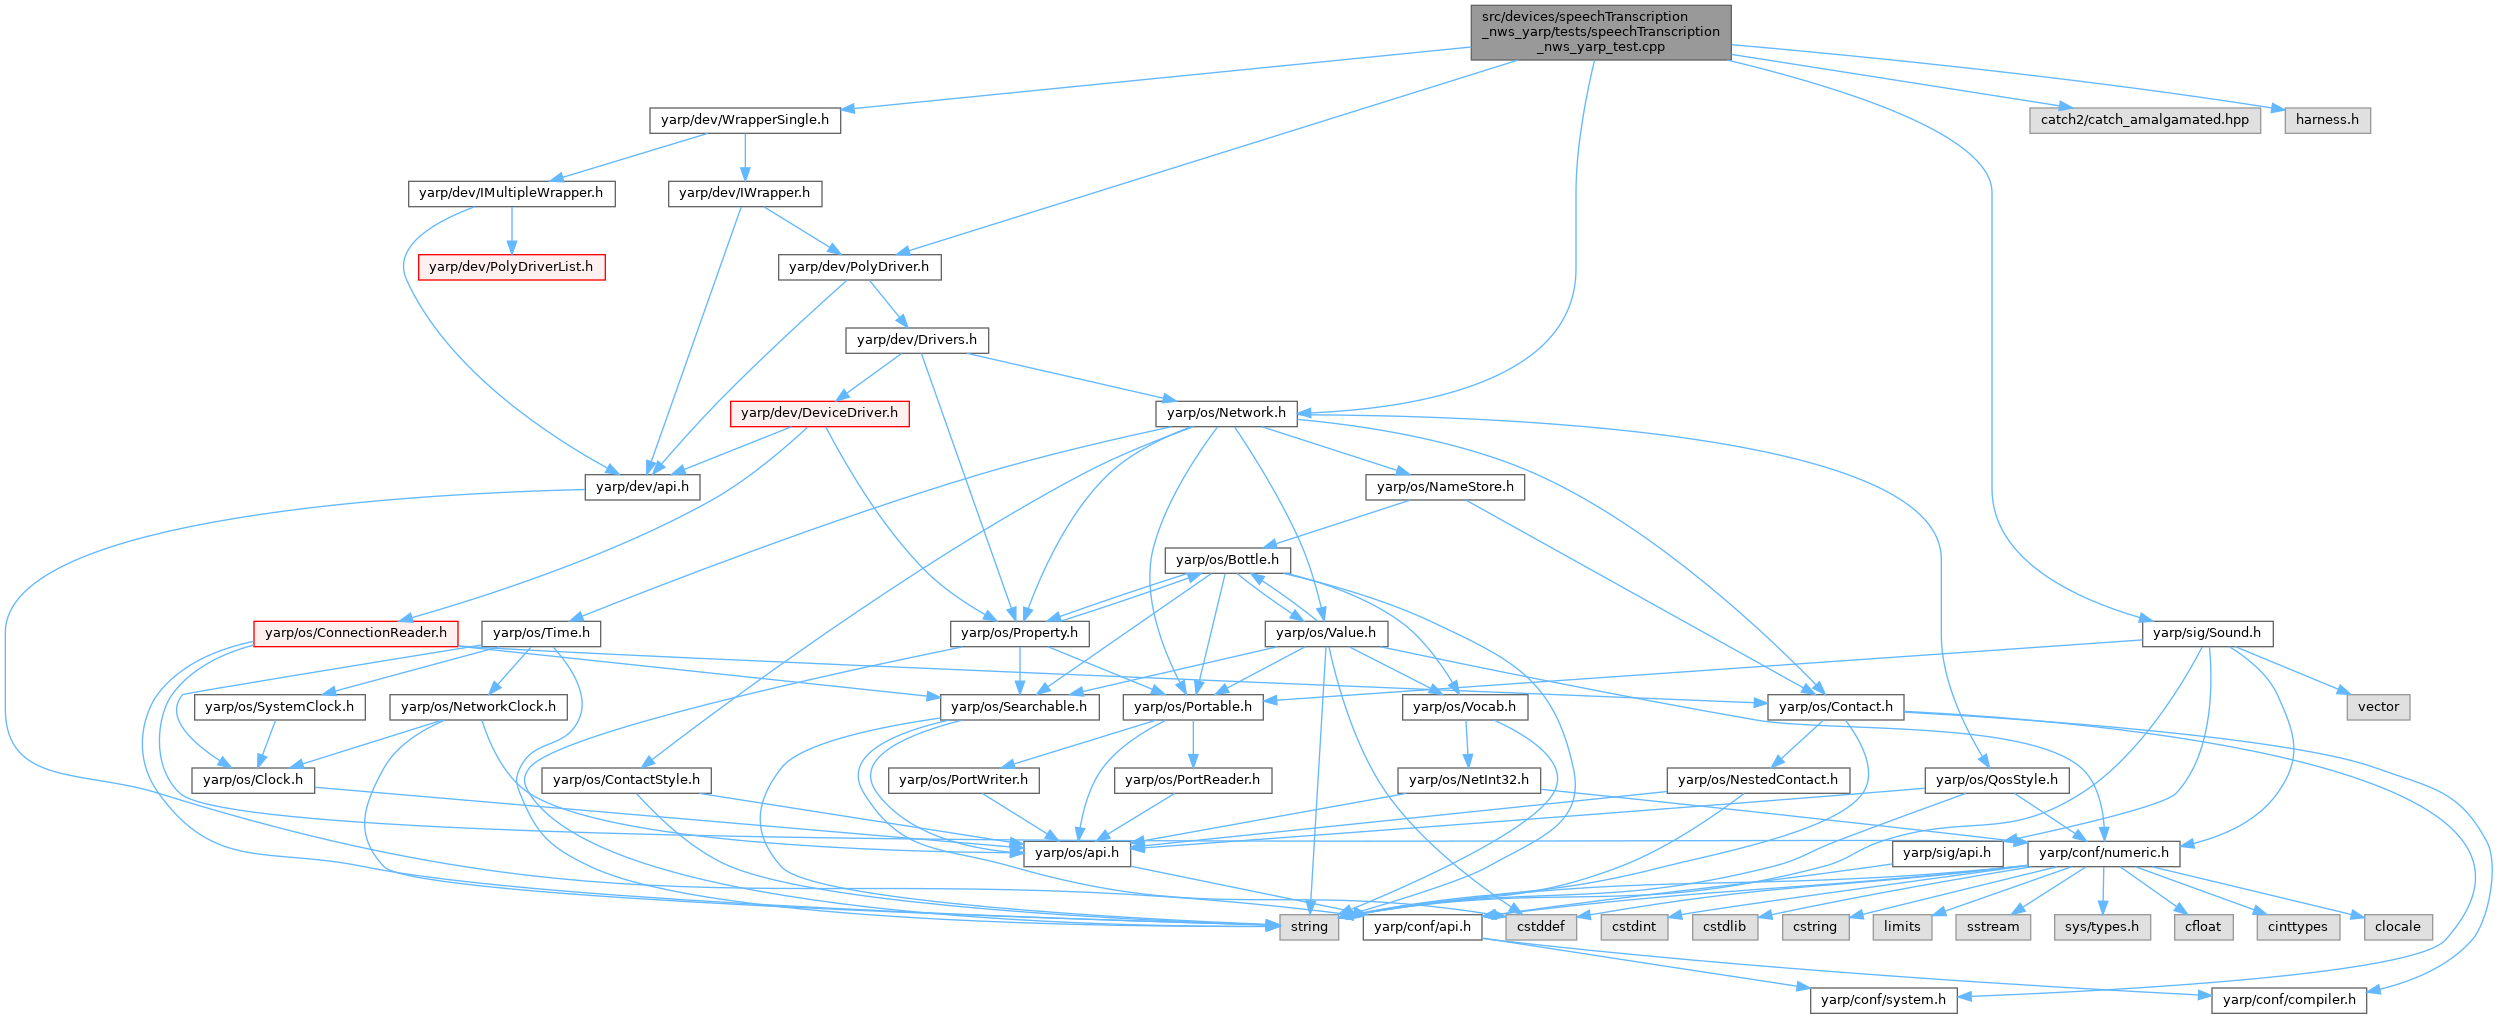 src/devices/speechTranscription
_nws_yarp/tests/speechTranscription
_nws_yarp_test.cpp
yarp/dev/WrapperSingle.h
catch2/catch_amalgamated.hpp
harness.h
yarp/dev/IMultipleWrapper.h
yarp/dev/IWrapper.h
yarp/dev/PolyDriverList.h
yarp/dev/PolyDriver.h
yarp/dev/Drivers.h
yarp/dev/DeviceDriver.h
yarp/os/Network.h
yarp/dev/api.h
yarp/os/NameStore.h
yarp/os/Bottle.h
yarp/os/ConnectionReader.h
yarp/os/Time.h
yarp/os/Property.h
yarp/os/Value.h
yarp/sig/Sound.h
yarp/os/SystemClock.h
yarp/os/NetworkClock.h
yarp/os/Searchable.h
yarp/os/Portable.h
yarp/os/Vocab.h
yarp/os/Contact.h
vector
yarp/os/Clock.h
yarp/os/ContactStyle.h
yarp/os/PortWriter.h
yarp/os/PortReader.h
yarp/os/NetInt32.h
yarp/os/NestedContact.h
yarp/os/QosStyle.h
yarp/os/api.h
yarp/sig/api.h
yarp/conf/numeric.h
string
yarp/conf/api.h
cstddef
cstdint
cstdlib
cstring
limits
sstream
sys/types.h
cfloat
cinttypes
clocale
yarp/conf/system.h
yarp/conf/compiler.h